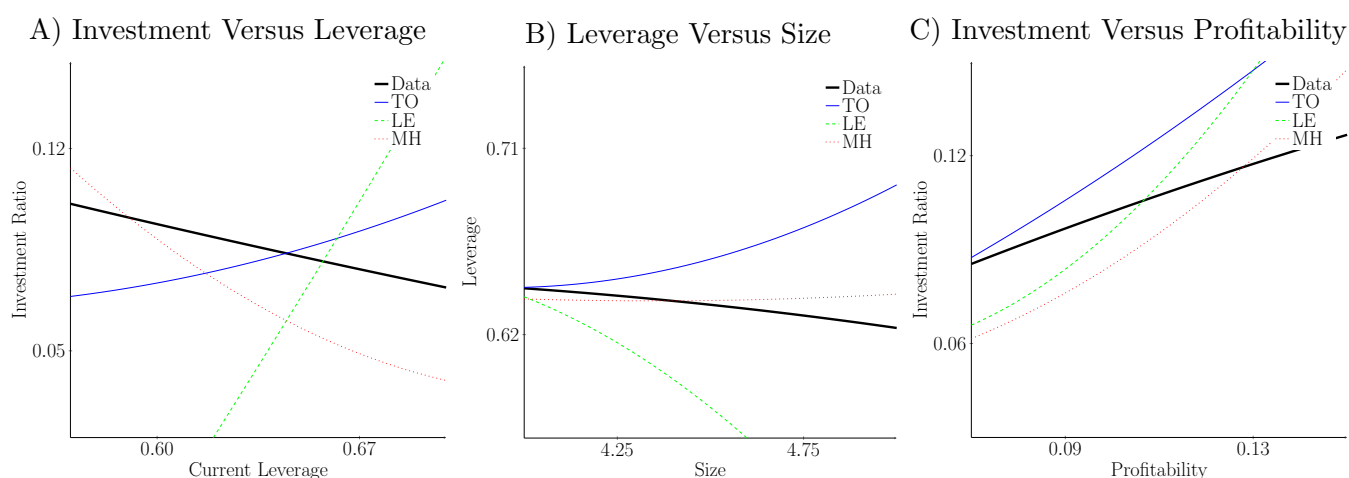 A) Investment Versus Leverage
Data
TO
LE
MH
0.12
0.05
Investment Ratio
0.60
0.67
Current Leverage
B) Leverage Versus Size
Data
TO
LE
MH
0.71
0.62
Leverage
4.25
4.75
Size
C) Investment Versus Profitability
Data
TO
LE
MH
0.12
0.06
Investment Ratio
0.09
0.13
Profitability